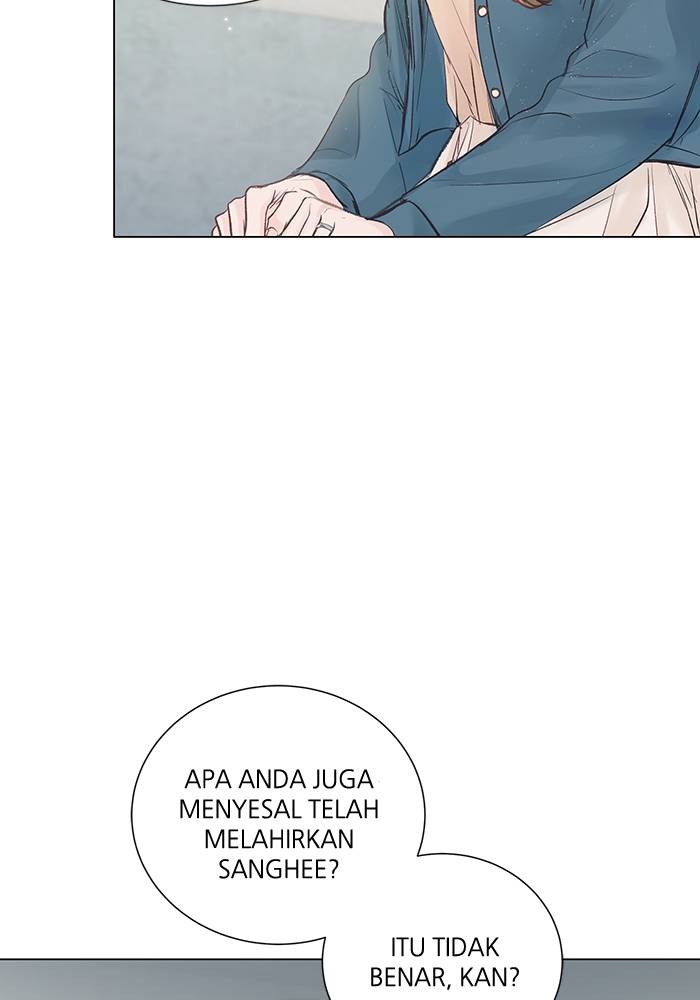 APA ANDA JUGA
MENYESAL TELAH
MELAHIRKAN
SANGHEE?
ITU TIDAK
BENAR, KAN?